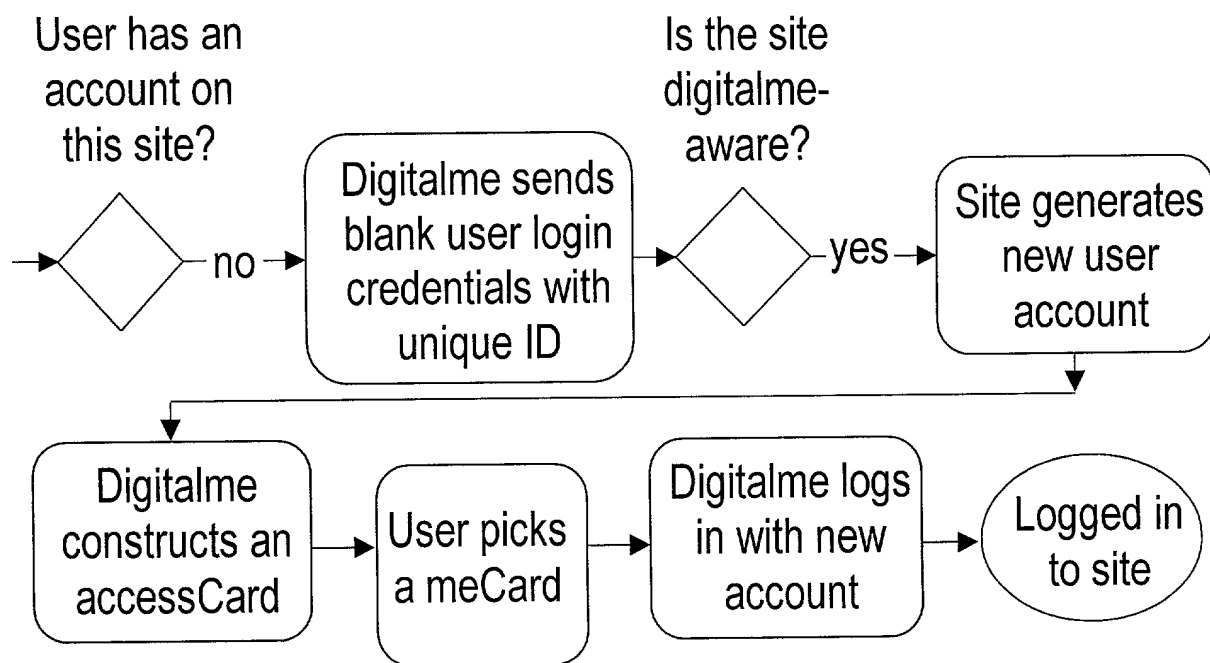 User has an
account on
this site?
no
Digitalme sends
blank user login
credentials with
unique ID
Is the site
digitalme-
aware?
yes
Site generates
new user
account
Digitalme
constructs an
accessCard
User picks
a meCard
Digitalme logs
in with new
account
Logged in
to site